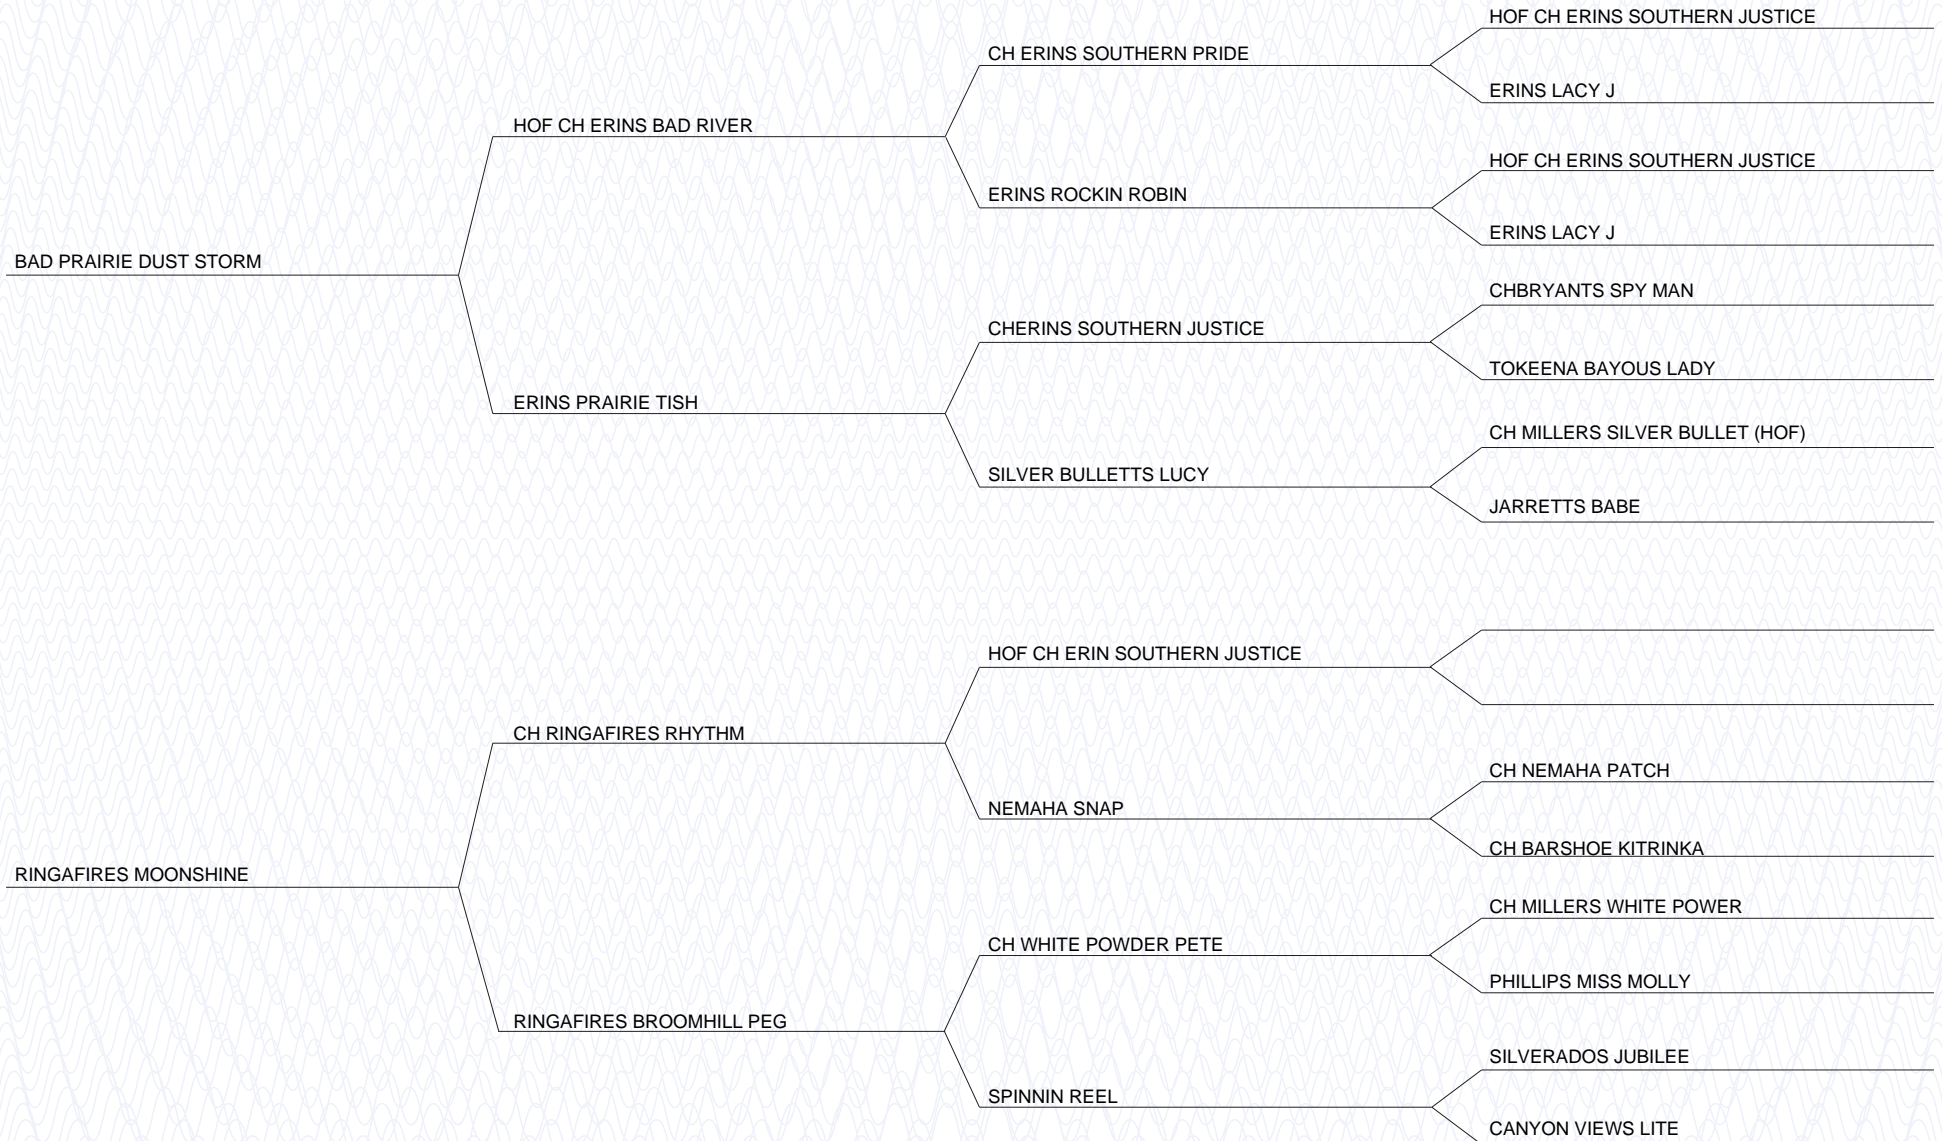 HOF CH ERINS SOUTHERN JUSTICE
CH ERINS SOUTHERN PRIDE
ERINS LACY J
HOF CH ERINS BAD RIVER
HOF CH ERINS SOUTHERN JUSTICE
ERINS ROCKIN ROBIN
ERINS LACY J
BAD PRAIRIE DUST STORM
CHBRYANTS SPY MAN
CHERINS SOUTHERN JUSTICE
TOKEENA BAYOUS LADY
ERINS PRAIRIE TISH
CH MILLERS SILVER BULLET (HOF)
SILVER BULLETTS LUCY
JARRETTS BABE
HOF CH ERIN SOUTHERN JUSTICE
CH RINGAFIRES RHYTHM
CH NEMAHA PATCH
NEMAHA SNAP
CH BARSHOE KITRINKA
RINGAFIRES MOONSHINE
CH MILLERS WHITE POWER
CH WHITE POWDER PETE
PHILLIPS MISS MOLLY
RINGAFIRES BROOMHILL PEG
SILVERADOS JUBILEE
SPINNIN REEL
CANYON VIEWS LITE